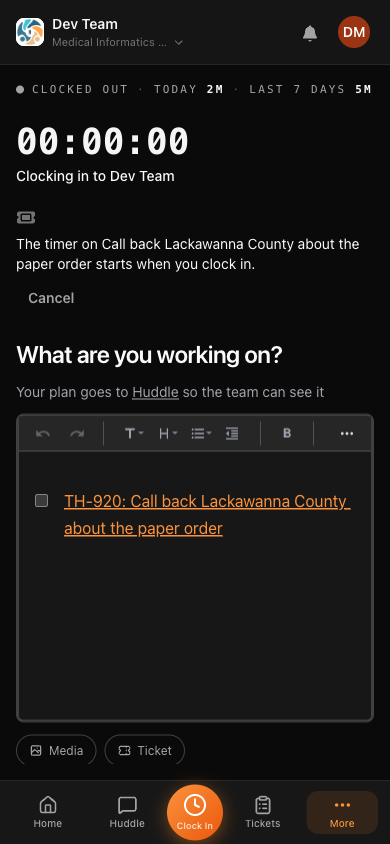 Dev Team
Medical Informatics ...
DM
CLOCKED OUT · TODAY 2M · LAST 7 DAYS 5M
00:00:00
Clocking in to Dev Team
The timer on Call back Lackawanna County about the
paper order starts when you clock in.
Cancel
What are you working on?
Your plan goes to Huddle so the team can see it
T H B ...
TH-920: Call back Lackawanna County
about the paper order
Media Ticket
Home Huddle Clock In Tickets More